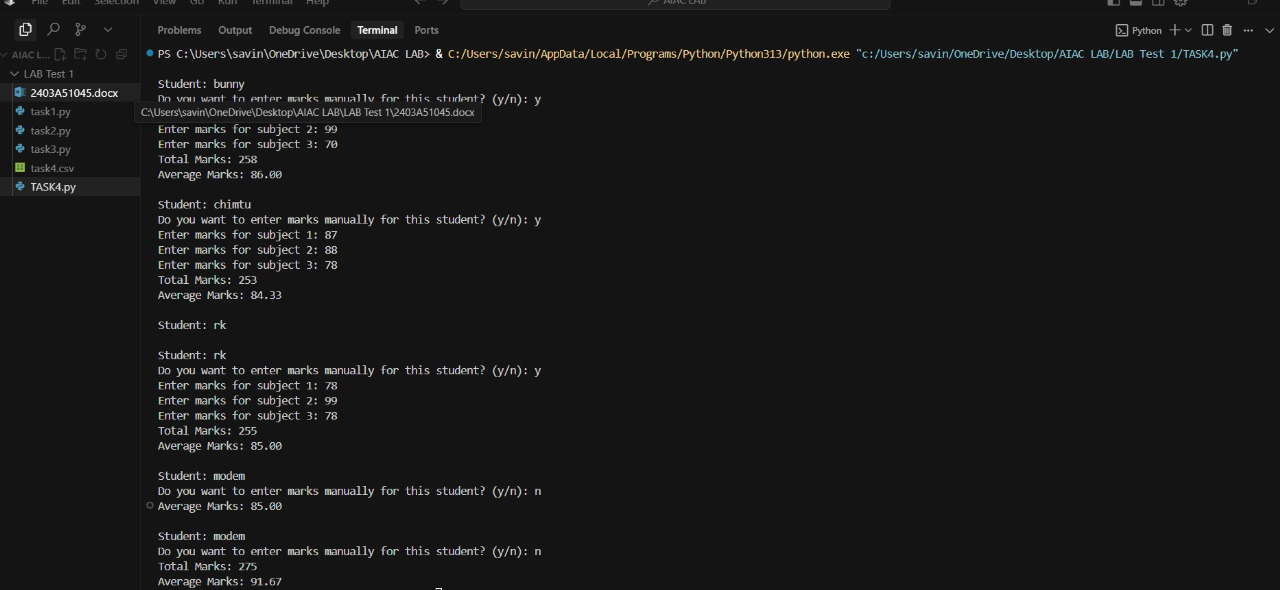 File Edit Selection View Go Run Terminal Help
AIAC LAB
Problems Output Debug Console Terminal Ports
Python
AIAC L...
LAB Test 1
2403A51045.docx
task1.py
task2.py
task3.py
task4.csv
TASK4.py
PS C:\Users\savin\OneDrive\Desktop\AIAC LAB> & C:/Users/savin/AppData/Local/Programs/Python/Python313/python.exe "c:/Users/savin/OneDrive/Desktop/AIAC LAB/LAB Test 1/TASK4.py"
Student: bunny
Do you want to enter marks manually for this student? (y/n): y
C:\Users\savin\OneDrive\Desktop\AIAC LAB\LAB Test 1\2403A51045.docx
Enter marks for subject 2: 99
Enter marks for subject 3: 70
Total Marks: 258
Average Marks: 86.00
Student: chimtu
Do you want to enter marks manually for this student? (y/n): y
Enter marks for subject 1: 87
Enter marks for subject 2: 88
Enter marks for subject 3: 78
Total Marks: 253
Average Marks: 84.33
Student: rk
Student: rk
Do you want to enter marks manually for this student? (y/n): y
Enter marks for subject 1: 78
Enter marks for subject 2: 99
Enter marks for subject 3: 78
Total Marks: 255
Average Marks: 85.00
Student: modem
Do you want to enter marks manually for this student? (y/n): n
Average Marks: 85.00
Student: modem
Do you want to enter marks manually for this student? (y/n): n
Total Marks: 275
Average Marks: 91.67